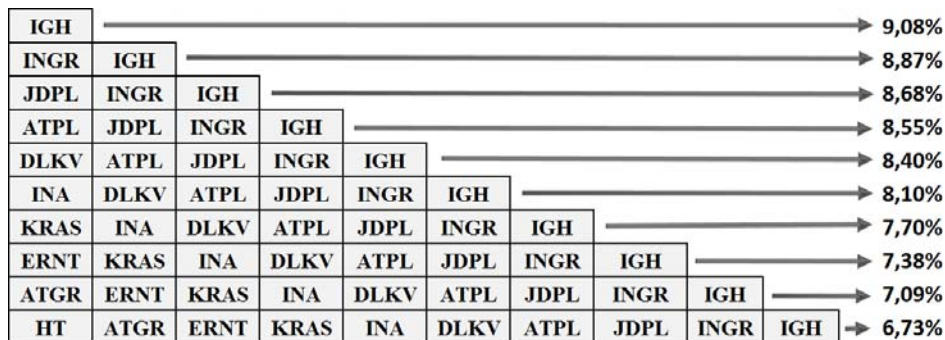 IGH 9,08%
INGR IGH 8,87%
JDPL INGR IGH 8,68%
ATPL JDPL INGR IGH 8,55%
DLKV ATPL JDPL INGR IGH 8,40%
INA DLKV ATPL JDPL INGR IGH 8,10%
KRAS INA DLKV ATPL JDPL INGR IGH 7,70%
ERNT KRAS INA DLKV ATPL JDPL INGR IGH 7,38%
ATGR ERNT KRAS INA DLKV ATPL JDPL INGR IGH 7,09%
HT ATGR ERNT KRAS INA DLKV ATPL JDPL INGR IGH 6,73%